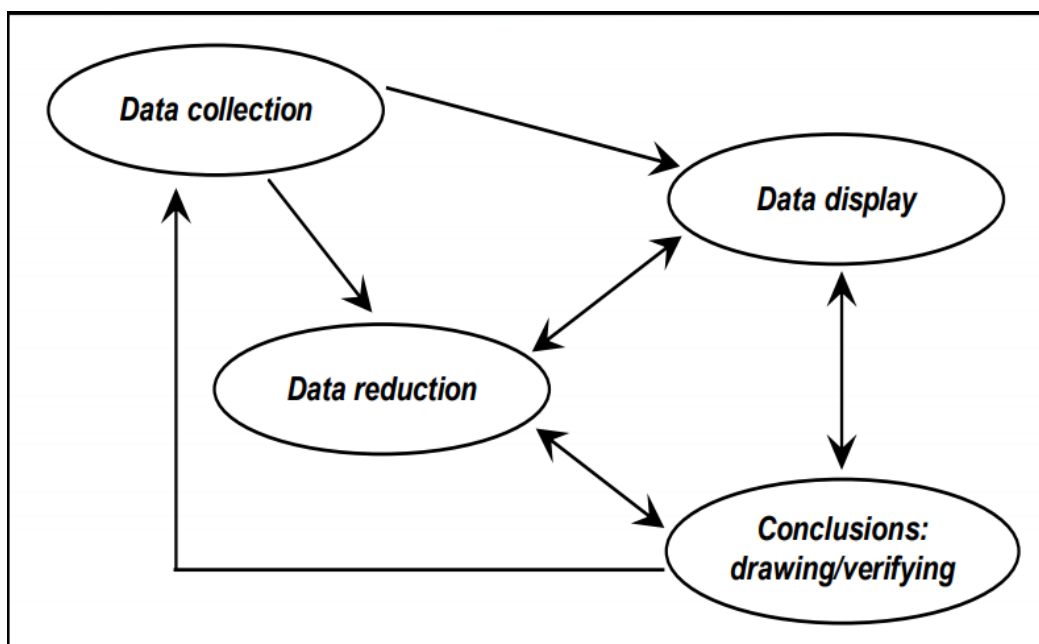 Data collection
Data display
Data reduction
Conclusions:
drawing/verifying